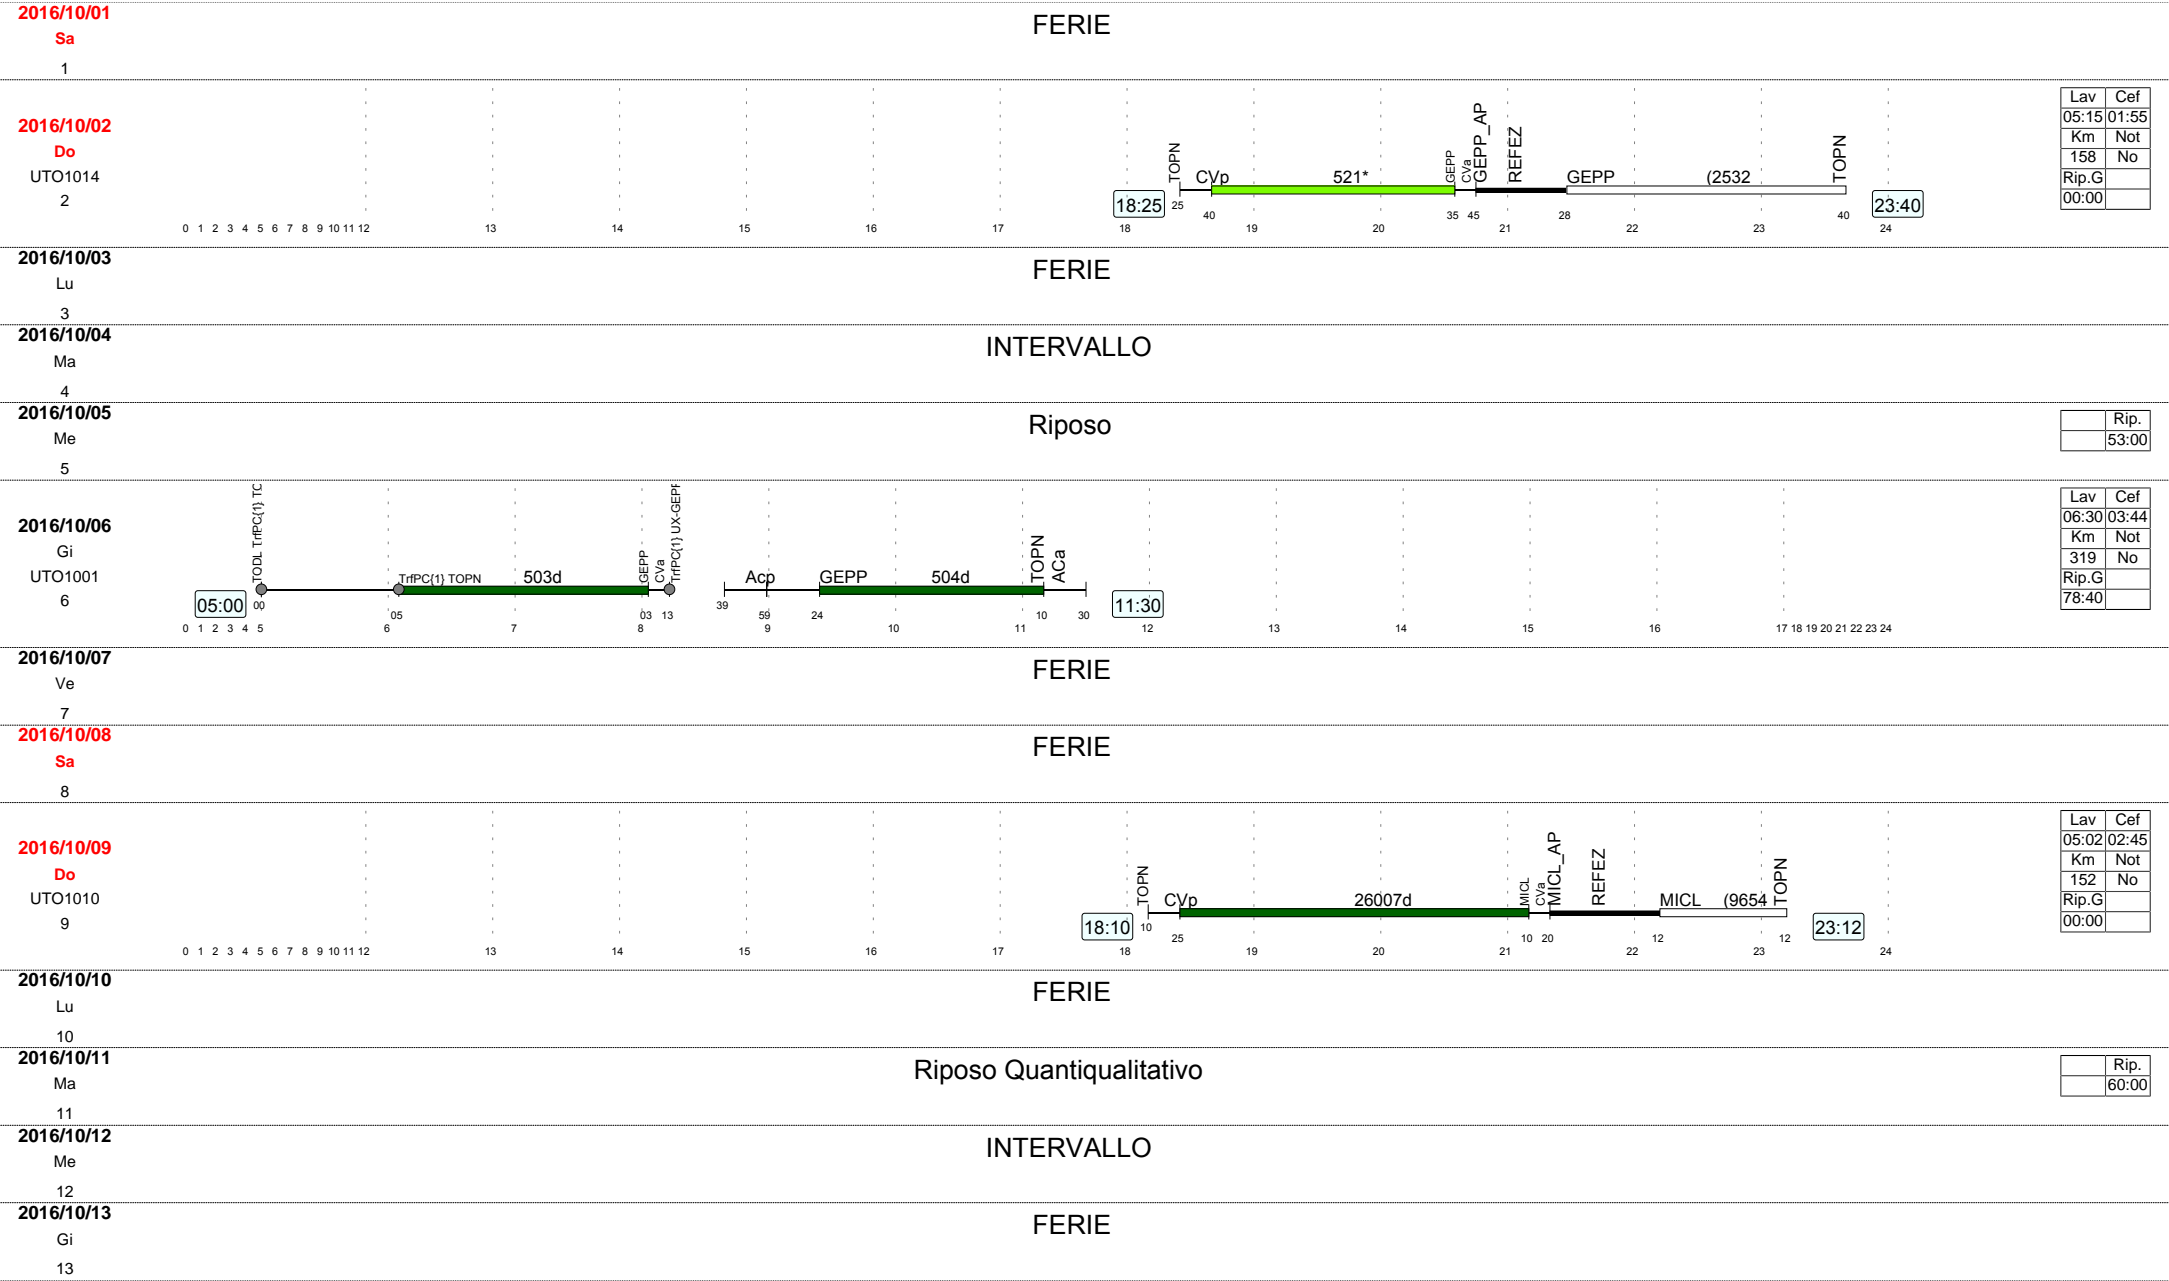 2016/10/01
Sa
1
FERIE
2016/10/02
Do
UTO1014
2
18:25
TOPN CVp 521* GEPP CVa GEPP_AP REFEZ GEPP (2532 TOPN
23:40
25 40 35 45 28 40
0 1 2 3 4 5 6 7 8 9 10 11 12 13 14 15 16 17 18 19 20 21 22 23 24
Lav Cef
05:15 01:55
Km Not
158 No
Rip.G
00:00
2016/10/03
Lu
3
FERIE
2016/10/04
Ma
4
INTERVALLO
2016/10/05
Me
5
Riposo
Rip.
53:00
2016/10/06
Gi
UTO1001
6
05:00
TODL TrfPC{1} TC TrfPC{1} TOPN 503d GEPP CVa TrfPC{1} UX-GEPF Acp GEPP 504d TOPN ACa
11:30
00 05 03 13 39 59 24 10 30
0 1 2 3 4 5 6 7 8 9 10 11 12 13 14 15 16 17 18 19 20 21 22 23 24
Lav Cef
06:30 03:44
Km Not
319 No
Rip.G
78:40
2016/10/07
Ve
7
FERIE
2016/10/08
Sa
8
FERIE
2016/10/09
Do
UTO1010
9
18:10
TOPN CVp 26007d MICL CVa MICL_AP REFEZ MICL (9654 TOPN
23:12
10 25 10 20 12 12
0 1 2 3 4 5 6 7 8 9 10 11 12 13 14 15 16 17 18 19 20 21 22 23 24
Lav Cef
05:02 02:45
Km Not
152 No
Rip.G
00:00
2016/10/10
Lu
10
FERIE
2016/10/11
Ma
11
Riposo Quantiqualitativo
Rip.
60:00
2016/10/12
Me
12
INTERVALLO
2016/10/13
Gi
13
FERIE